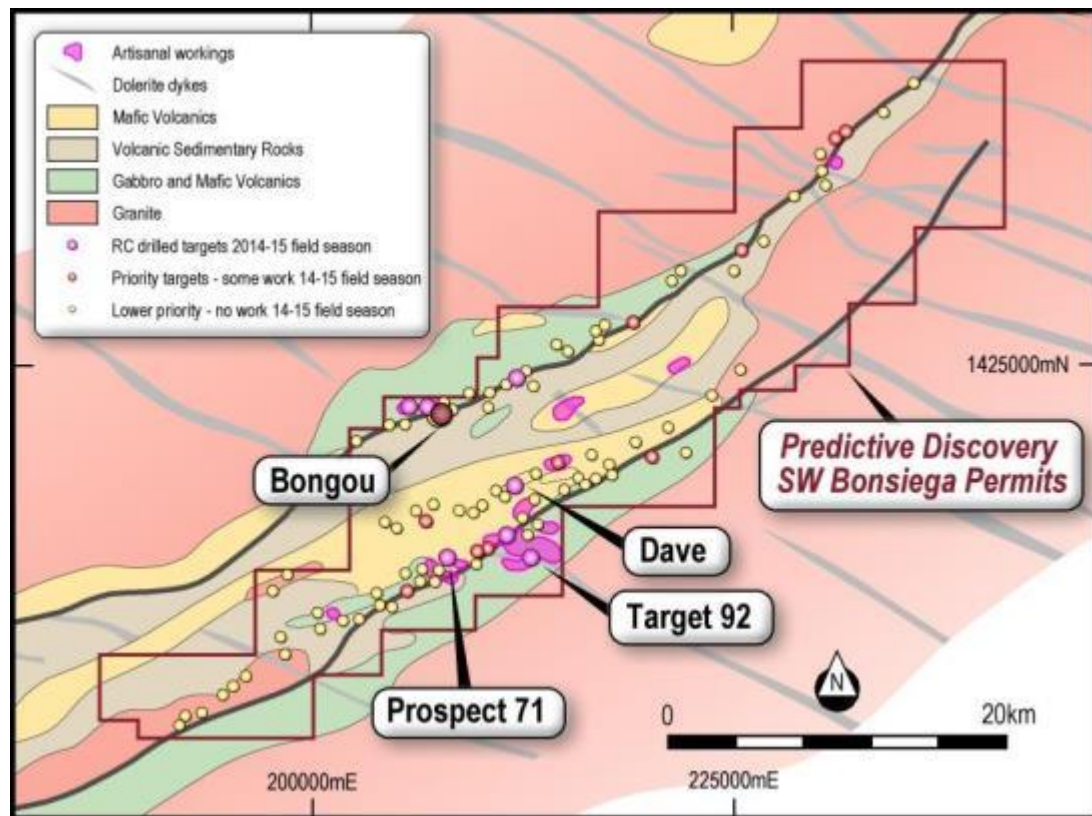 Artisanal workings
Dolerite dykes
Mafic Volcanics
Volcanic Sedimentary Rocks
Gabbro and Mafic Volcanics
Granite
RC drilled targets 2014-15 field season
Priority targets - some work 14-15 field season
Lower priority - no work 14-15 field season
1425000mN
Predictive Discovery
SW Bonsiega Permits
Bongou
Dave
Target 92
Prospect 71
N
0 20km
200000mE
225000mE